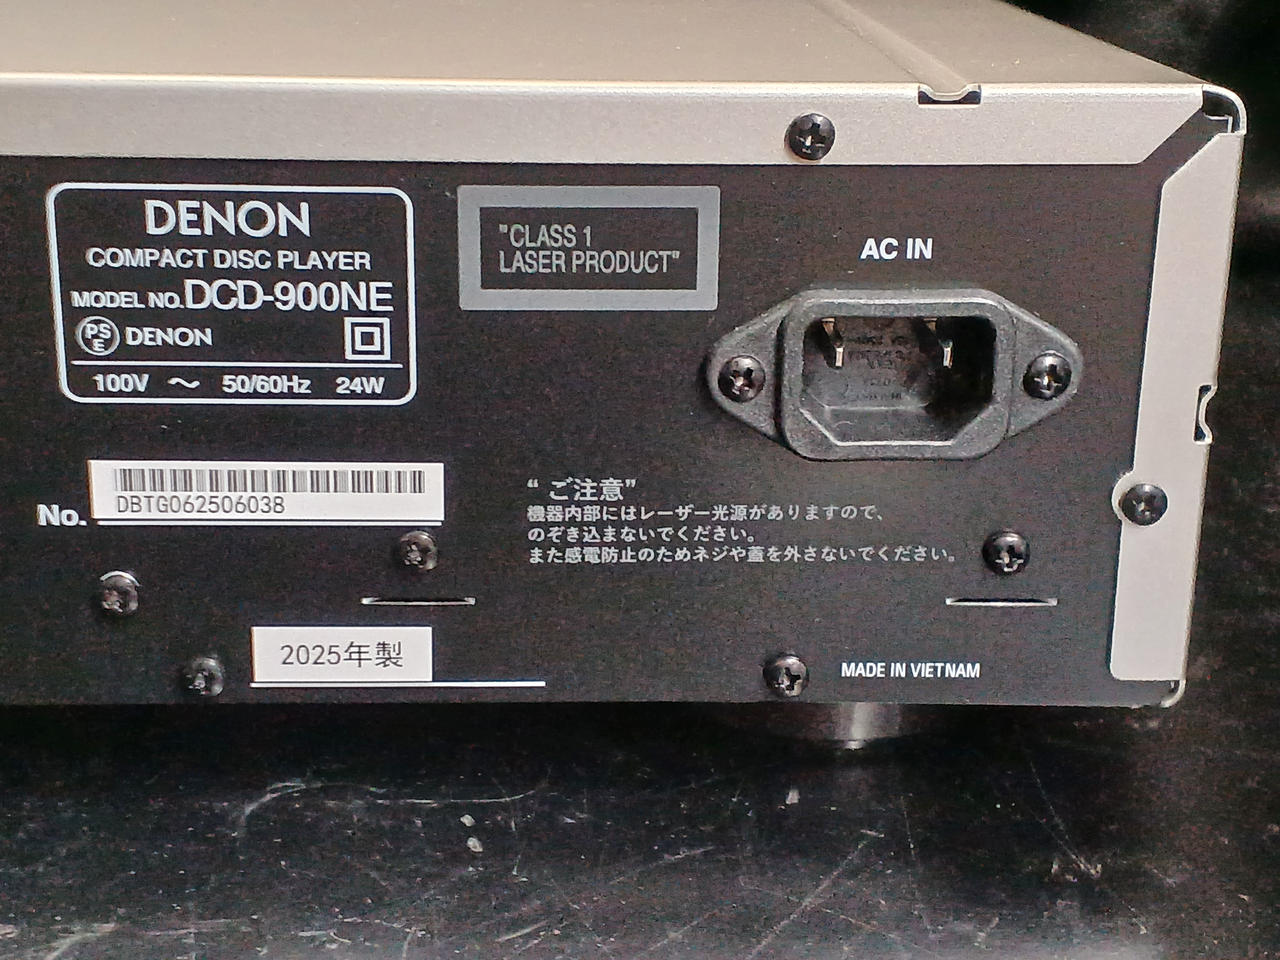 DENON
COMPACT DISC PLAYER
MODEL NO. DCD-900NE
PS E DENON
100V ～ 50/60Hz 24W
"CLASS 1
LASER PRODUCT"
AC IN
No. DBTG062506038
“ご注意”
機器内部にはレーザー光源がありますので、
のぞき込まないでください。
また感電防止のためネジや蓋を外さないでください。
2025年製
MADE IN VIETNAM